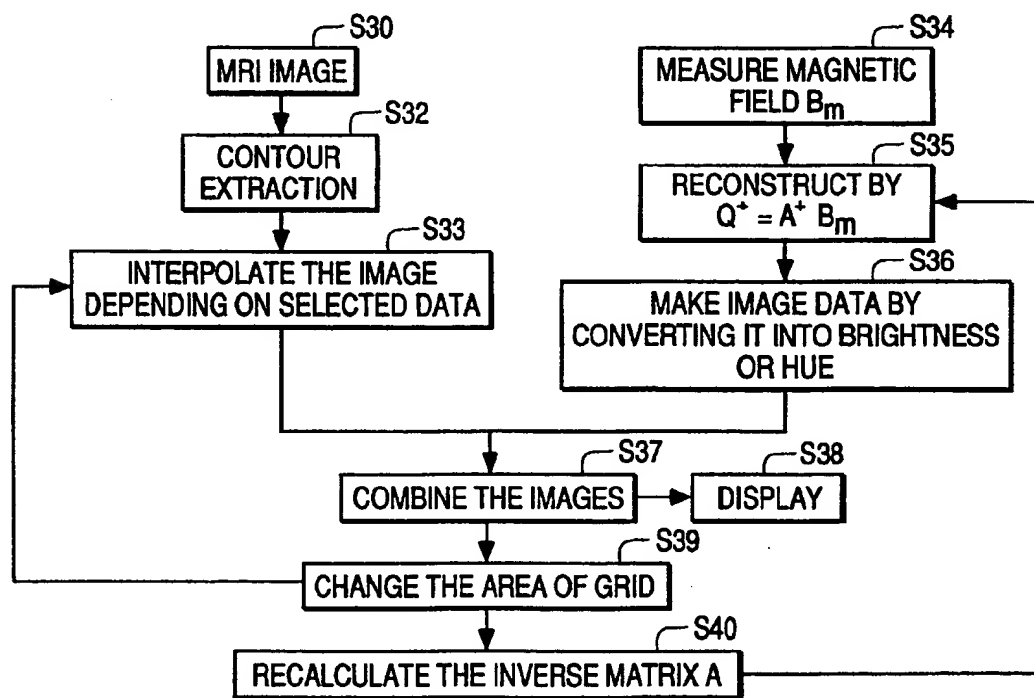 S30
MRI IMAGE
S32
CONTOUR
EXTRACTION
S33
INTERPOLATE THE IMAGE
DEPENDING ON SELECTED DATA
S34
MEASURE MAGNETIC
FIELD Bm
S35
RECONSTRUCT BY
Q⁺ = A⁺ Bm
S36
MAKE IMAGE DATA BY
CONVERTING IT INTO BRIGHTNESS
OR HUE
S37
COMBINE THE IMAGES
S38
DISPLAY
S39
CHANGE THE AREA OF GRID
S40
RECALCULATE THE INVERSE MATRIX A